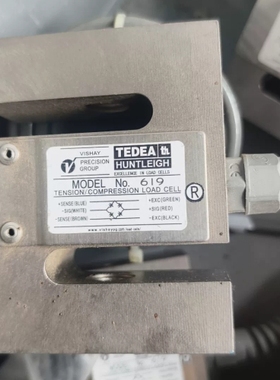 VISHAY
PRECISION
GROUP
TEDEA th
HUNTLEIGH
EXCELLENCE IN LOAD CELLS
MODEL No. 619
TENSION/COMPRESSION LOAD CELL
+SENSE(BLUE) +EXC(GREEN)
-SIG(WHITE) +SIG(RED)
-SENSE(BROWN) -EXC(BLACK)
®